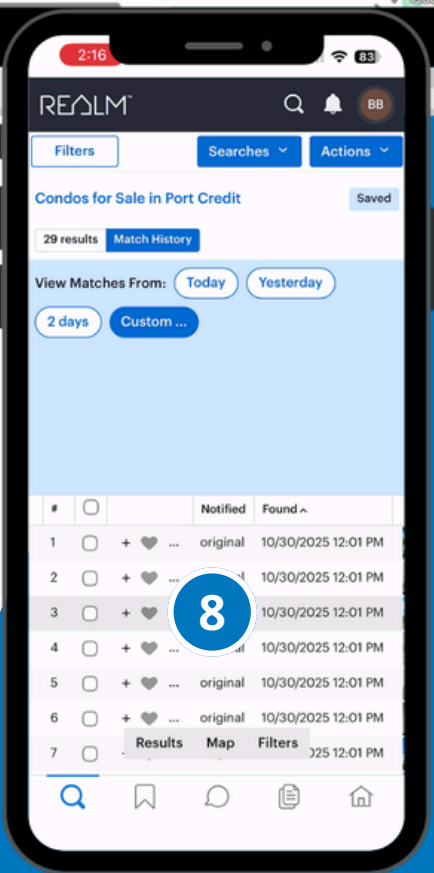 2:16 83
REALM™ BB
Filters Searches Actions
Condos for Sale in Port Credit Saved
29 results Match History
View Matches From: Today Yesterday
2 days Custom ...
# Notified Found
1 + ... original 10/30/2025 12:01 PM
2 + ... 10/30/2025 12:01 PM
3 + 10/30/2025 12:01 PM
8
4 + ... 10/30/2025 12:01 PM
5 + ... original 10/30/2025 12:01 PM
6 + ... original 10/30/2025 12:01 PM
7 12:01 PM
Results Map Filters